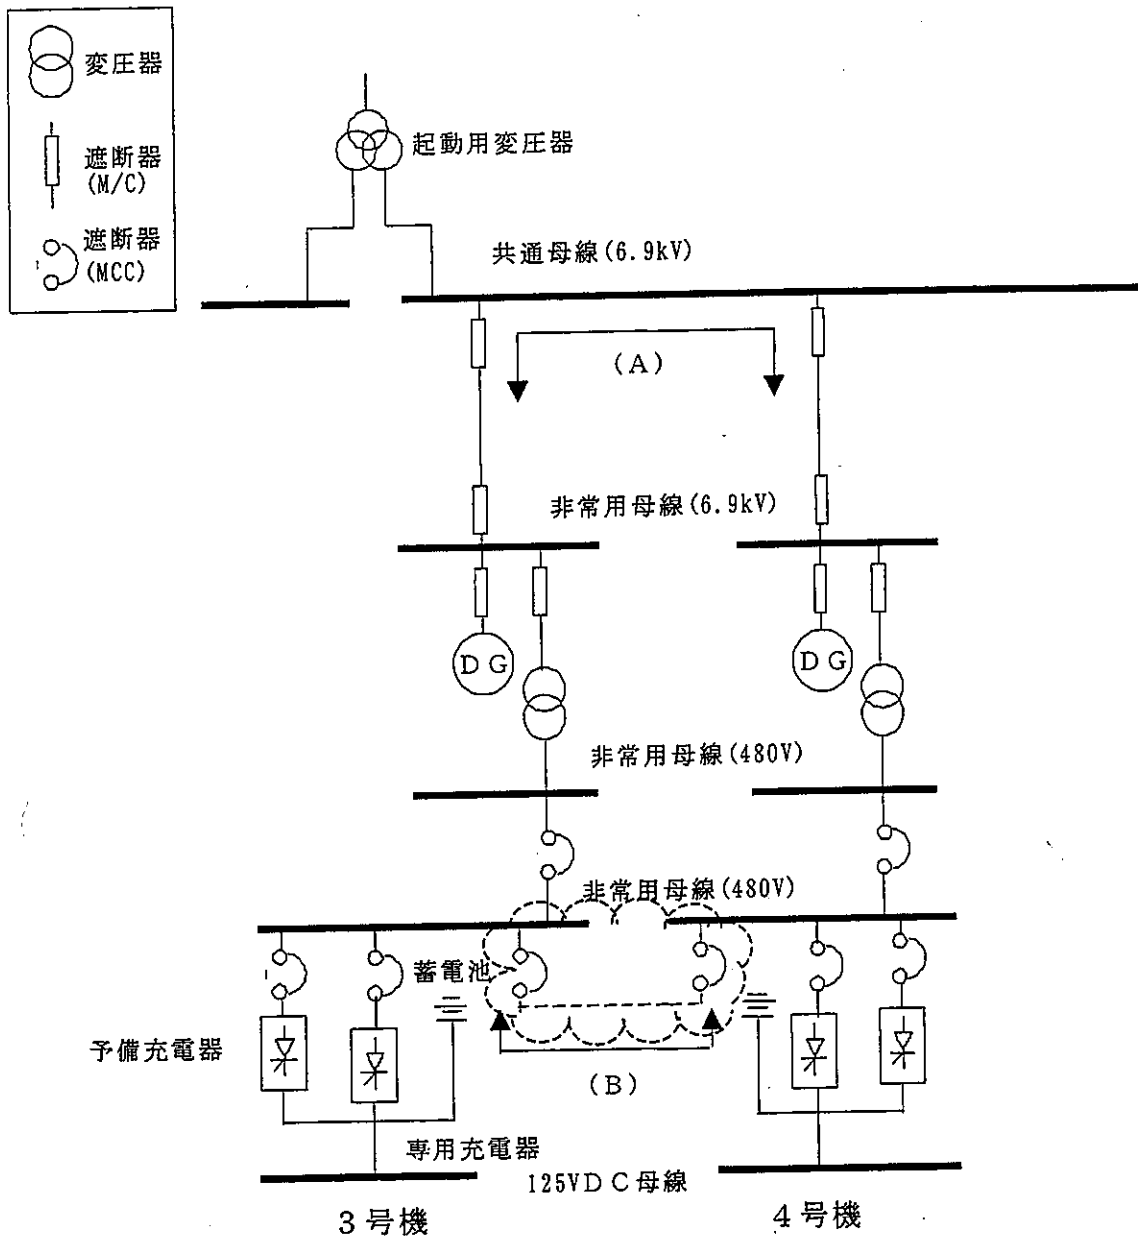 変圧器
遮断器
(M/C)
遮断器
(MCC)
起動用変圧器
共通母線(6.9kV)
(A)
非常用母線(6.9kV)
DG
DG
非常用母線(480V)
非常用母線(480V)
蓄電池
予備充電器
(B)
専用充電器
125VDC母線
3号機
4号機